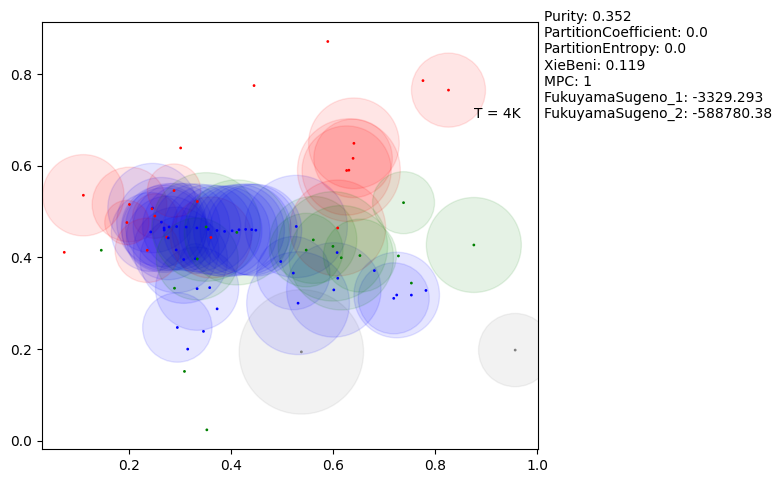 Purity: 0.352
PartitionCoefficient: 0.0
PartitionEntropy: 0.0
XieBeni: 0.119
MPC: 1
FukuyamaSugeno_1: -3329.293
FukuyamaSugeno_2: -588780.38
T = 4K
0.8
0.6
0.4
0.2
0.0
0.2 0.4 0.6 0.8 1.0